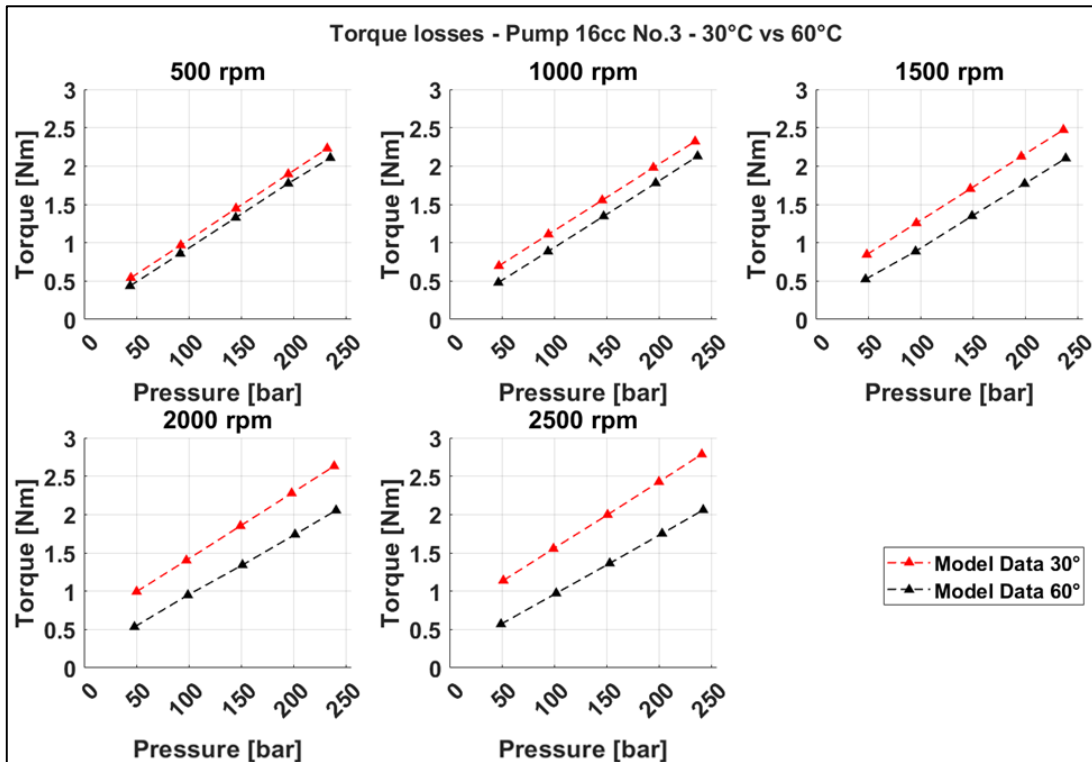 Torque losses - Pump 16cc No.3 - 30°C vs 60°C
500 rpm
3
2.5
2
1.5
1
0.5
0
Torque [Nm]
0 50 100 150 200 250
Pressure [bar]
1000 rpm
3
2.5
2
1.5
1
0.5
0
Torque [Nm]
0 50 100 150 200 250
Pressure [bar]
1500 rpm
3
2.5
2
1.5
1
0.5
0
Torque [Nm]
0 50 100 150 200 250
Pressure [bar]
2000 rpm
3
2.5
2
1.5
1
0.5
0
Torque [Nm]
0 50 100 150 200 250
Pressure [bar]
2500 rpm
3
2.5
2
1.5
1
0.5
0
Torque [Nm]
0 50 100 150 200 250
Pressure [bar]
Model Data 30º
Model Data 60º